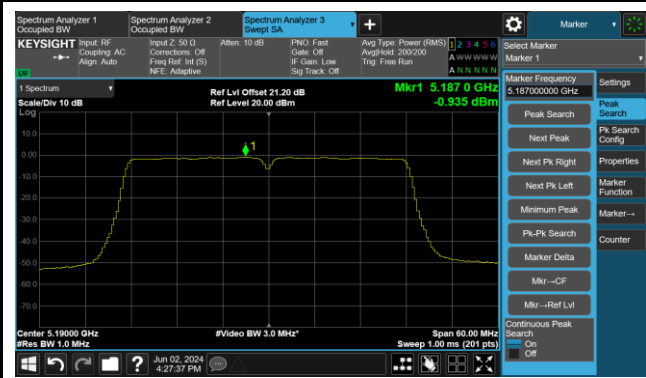 Spectrum Analyzer 1
Occupied BW
Spectrum Analyzer 2
Occupied BW
Spectrum Analyzer 3
Swept SA
Marker
KEYSIGHT
Input: RF
Coupling: AC
Align: Auto
Input Z: 50 Ω
Corrections: Off
Freq Ref: Int (S)
NFE: Adaptive
Atten: 10 dB
PNO: Fast
Gate: Off
IF Gain: Low
Sig Track: Off
Avg Type: Power (RMS)
Avg|Hold: 200/200
Trig: Free Run
1 2 3 4 5 6
A W W W W W
A N N N N N
Select Marker
Marker 1
1 Spectrum
Scale/Div 10 dB
Log
Ref Lvl Offset 21.20 dB
Ref Level 20.00 dBm
Mkr1 5.187 0 GHz
-0.935 dBm
10.0
0.00
-10.0
-20.0
-30.0
-40.0
-50.0
-60.0
-70.0
1
Center 5.19000 GHz
#Res BW 1.0 MHz
#Video BW 3.0 MHz*
Span 60.00 MHz
Sweep 1.00 ms (201 pts)
Marker Frequency
5.187000000 GHz
Peak Search
Next Peak
Next Pk Right
Next Pk Left
Minimum Peak
Pk-Pk Search
Marker Delta
Mkr→CF
Mkr→Ref Lvl
Continuous Peak
Search
On
Off
Settings
Peak
Search
Pk Search
Config
Properties
Marker
Function
Marker→
Counter
Jun 02, 2024
4:27:37 PM